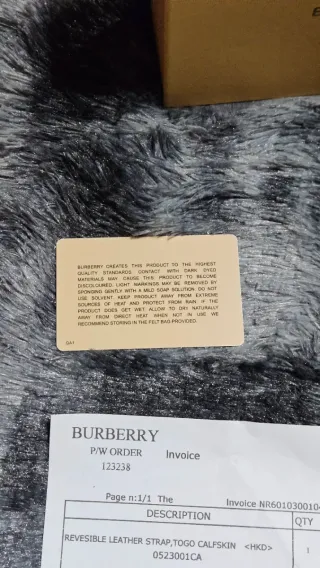 BURBERRY CREATES THIS PRODUCT TO THE HIGHEST
QUALITY STANDARDS. CONTACT WITH DARK DYED
MATERIALS MAY CAUSE THIS PRODUCT TO BECOME
DISCOLOURED. LIGHT MARKINGS MAY BE REMOVED BY
SPONGING GENTLY WITH A MILD SOAP SOLUTION. DO NOT
USE SOLVENT. KEEP PRODUCT AWAY FROM EXTREME
SOURCES OF HEAT AND PROTECT FROM RAIN. IF THE
PRODUCT DOES GET WET, ALLOW TO DRY NATURALLY
AWAY FROM DIRECT HEAT. WHEN NOT IN USE WE
RECOMMEND STORING IN THE FELT BAG PROVIDED.
BURBERRY
P/W ORDER Invoice
123238
Page n:1/1 The Invoice NR6010300104
DESCRIPTION QTY
REVESIBLE LEATHER STRAP,TOGO CALFSKIN <HKD> 1
0523001CA